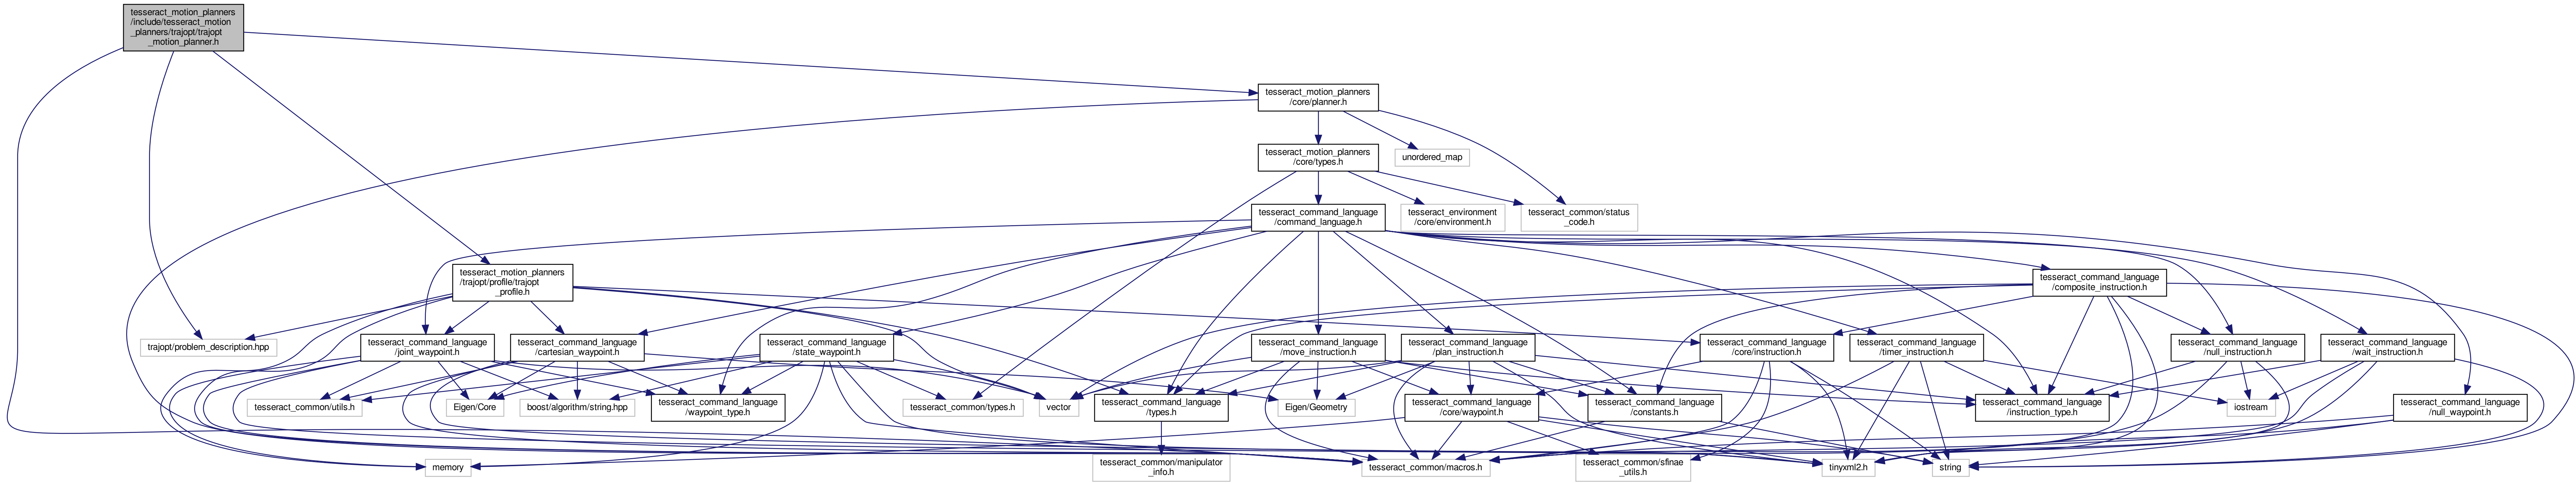 tesseract_motion_planners
/include/tesseract_motion
_planners/trajopt/trajopt
_motion_planner.h
tesseract_motion_planners
/core/planner.h
tesseract_motion_planners
/core/types.h
unordered_map
tesseract_command_language
/command_language.h
tesseract_environment
/core/environment.h
tesseract_common/status
_code.h
tesseract_motion_planners
/trajopt/profile/trajopt
_profile.h
tesseract_command_language
/composite_instruction.h
trajopt/problem_description.hpp
tesseract_command_language
/joint_waypoint.h
tesseract_command_language
/cartesian_waypoint.h
tesseract_command_language
/state_waypoint.h
tesseract_command_language
/move_instruction.h
tesseract_command_language
/plan_instruction.h
tesseract_command_language
/core/instruction.h
tesseract_command_language
/timer_instruction.h
tesseract_command_language
/null_instruction.h
tesseract_command_language
/wait_instruction.h
tesseract_common/utils.h
Eigen/Core
boost/algorithm/string.hpp
tesseract_command_language
/waypoint_type.h
tesseract_common/types.h
vector
tesseract_command_language
/types.h
Eigen/Geometry
tesseract_command_language
/core/waypoint.h
tesseract_command_language
/constants.h
tesseract_command_language
/instruction_type.h
iostream
tesseract_command_language
/null_waypoint.h
memory
tesseract_common/manipulator
_info.h
tesseract_common/macros.h
tesseract_common/sfinae
_utils.h
tinyxml2.h
string